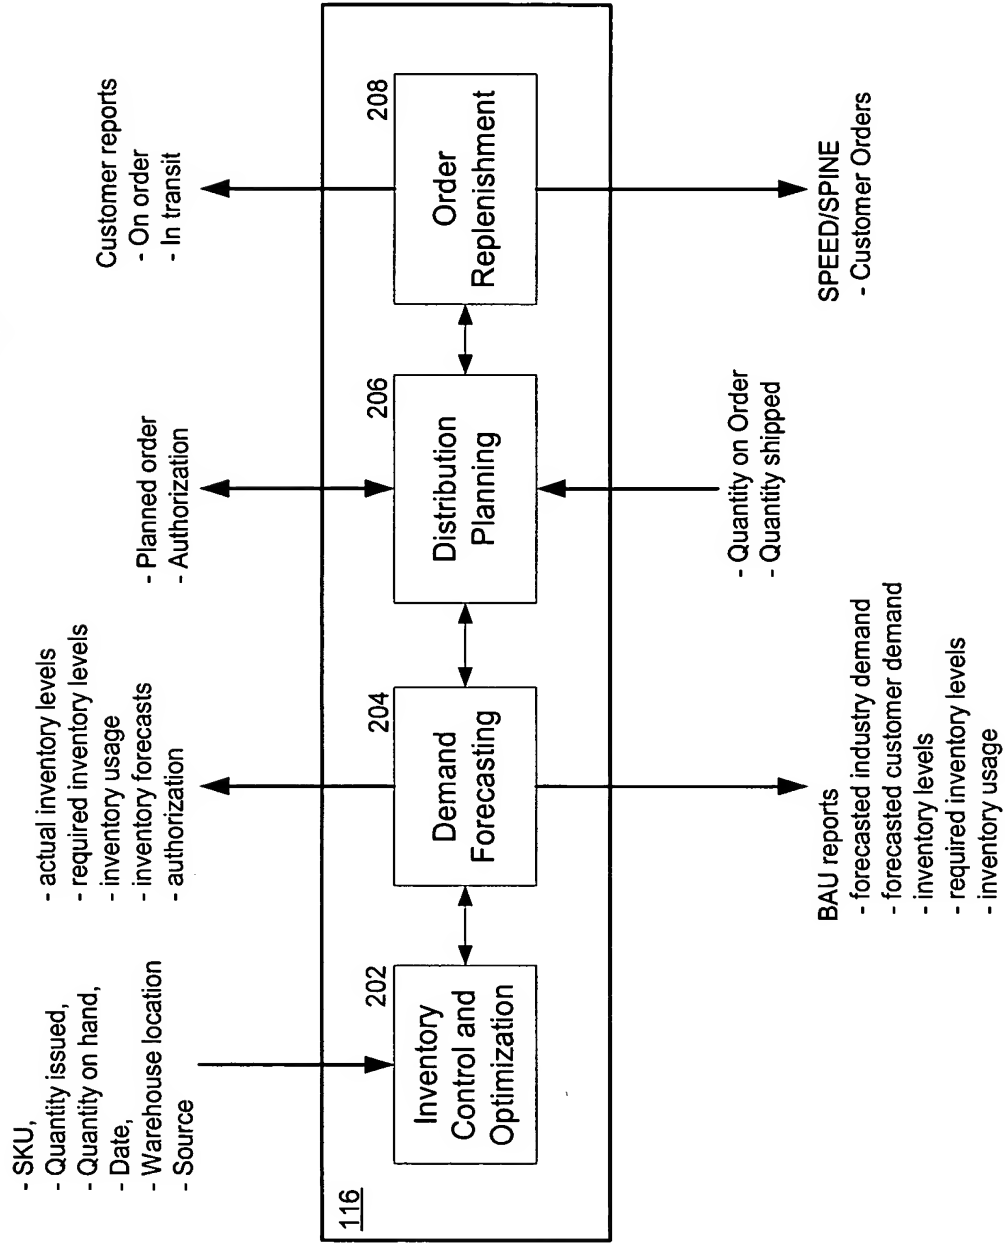 - SKU,
- Quantity issued,
- Quantity on hand,
- Date,
- Warehouse location
- Source
- actual inventory levels
- required inventory levels
- inventory usage
- inventory forecasts
- authorization
- Planned order
- Authorization
Customer reports
- On order
- In transit
116
202
Inventory
Control and
Optimization
204
Demand
Forecasting
206
Distribution
Planning
208
Order
Replenishment
BAU reports
- forecasted industry demand
- forecasted customer demand
- inventory levels
- required inventory levels
- inventory usage
- Quantity on Order
- Quantity shipped
SPEED/SPINE
- Customer Orders